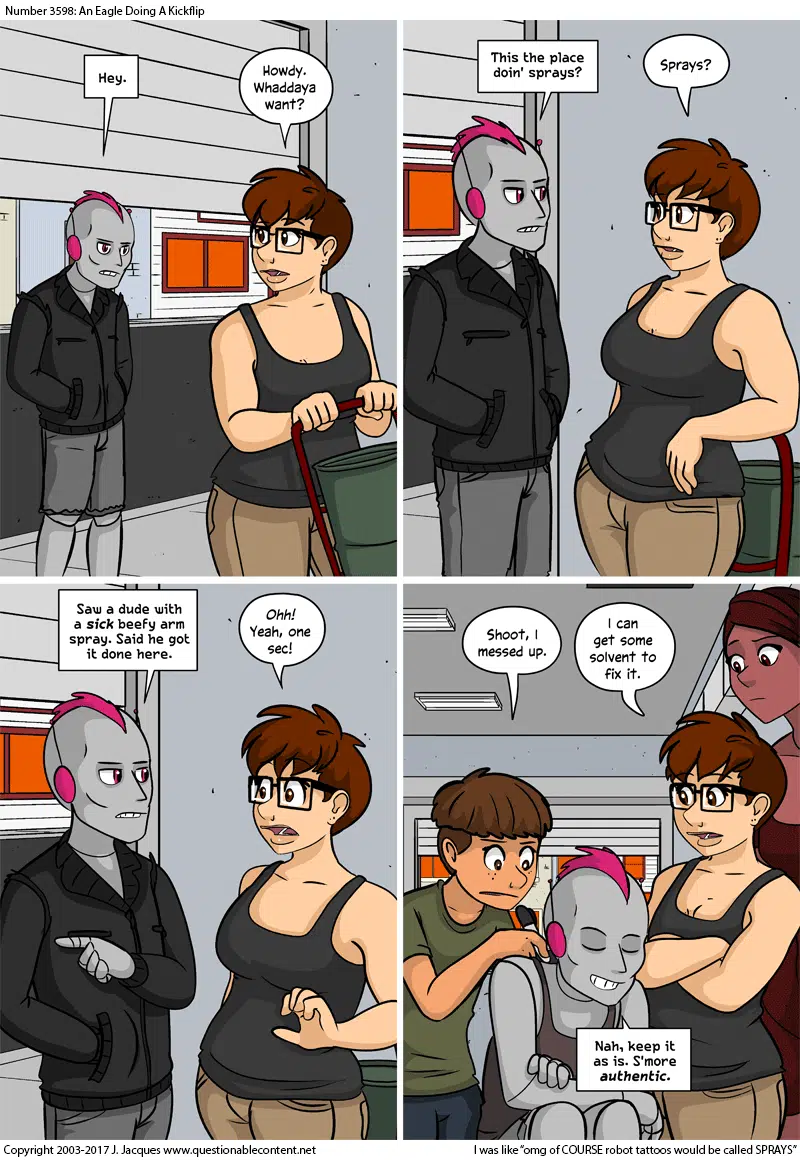 Number 3598: An Eagle Doing A Kickflip
Hey.
Howdy.
Whaddaya
want?
This the place
doin' sprays?
Sprays?
Saw a dude with
a sick beefy arm
spray. Said he got
it done here.
Ohh!
Yeah, one
sec!
Shoot, I
messed up.
I can
get some
solvent to
fix it.
Nah, keep it
as is. S'more
authentic.
Copyright 2003-2017 J. Jacques www.questionablecontent.net
I was like "omg of COURSE robot tattoos would be called SPRAYS"